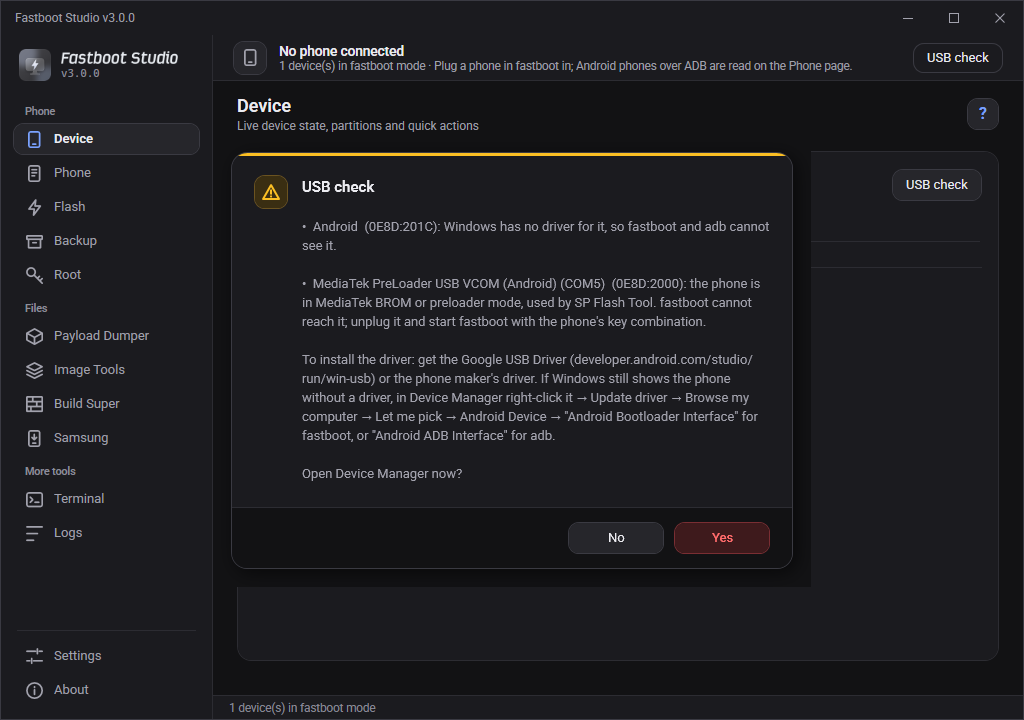 Fastboot Studio v3.0.0
Fastboot Studio
v3.0.0
Phone
Device
Phone
Flash
Backup
Root
Files
Payload Dumper
Image Tools
Build Super
Samsung
More tools
Terminal
Logs
Settings
About
No phone connected
1 device(s) in fastboot mode · Plug a phone in fastboot in; Android phones over ADB are read on the Phone page.
USB check
Device
Live device state, partitions and quick actions
?
USB check
USB check
• Android (0E8D:201C): Windows has no driver for it, so fastboot and adb cannot
see it.
• MediaTek PreLoader USB VCOM (Android) (COM5) (0E8D:2000): the phone is
in MediaTek BROM or preloader mode, used by SP Flash Tool. fastboot cannot
reach it; unplug it and start fastboot with the phone's key combination.
To install the driver: get the Google USB Driver (developer.android.com/studio/
run/win-usb) or the phone maker's driver. If Windows still shows the phone
without a driver, in Device Manager right-click it → Update driver → Browse my
computer → Let me pick → Android Device → "Android Bootloader Interface" for
fastboot, or "Android ADB Interface" for adb.
Open Device Manager now?
No
Yes
1 device(s) in fastboot mode